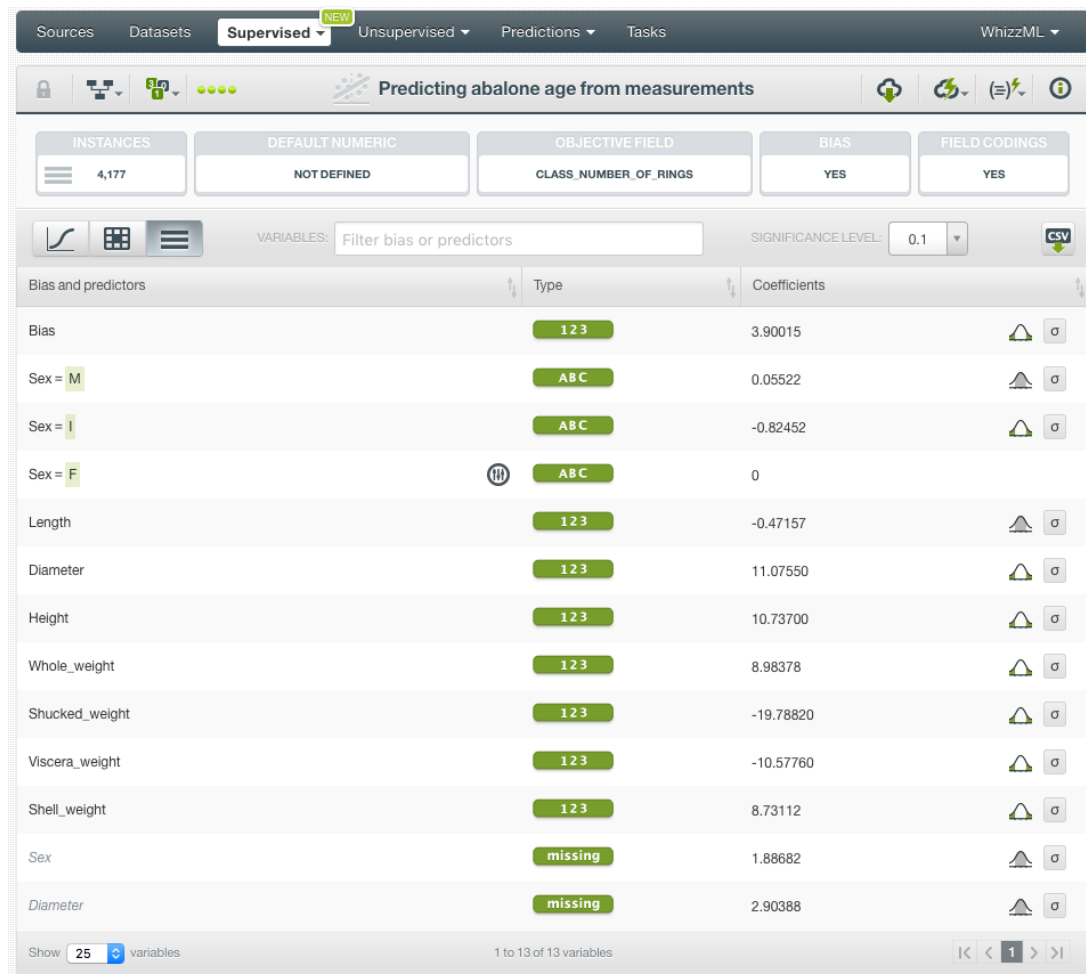 Sources Datasets Supervised NEW Unsupervised Predictions Tasks WhizzML
Predicting abalone age from measurements
INSTANCES DEFAULT NUMERIC OBJECTIVE FIELD BIAS FIELD CODINGS
4,177 NOT DEFINED CLASS_NUMBER_OF_RINGS YES YES
VARIABLES: Filter bias or predictors SIGNIFICANCE LEVEL: 0.1 CSV
Bias and predictors Type Coefficients
Bias 123 3.90015 σ
Sex = M ABC 0.05522 σ
Sex = I ABC -0.82452 σ
Sex = F ABC 0
Length 123 -0.47157 σ
Diameter 123 11.07550 σ
Height 123 10.73700 σ
Whole_weight 123 8.98378 σ
Shucked_weight 123 -19.78820 σ
Viscera_weight 123 -10.57760 σ
Shell_weight 123 8.73112 σ
Sex missing 1.88682 σ
Diameter missing 2.90388 σ
Show 25 variables 1 to 13 of 13 variables 1